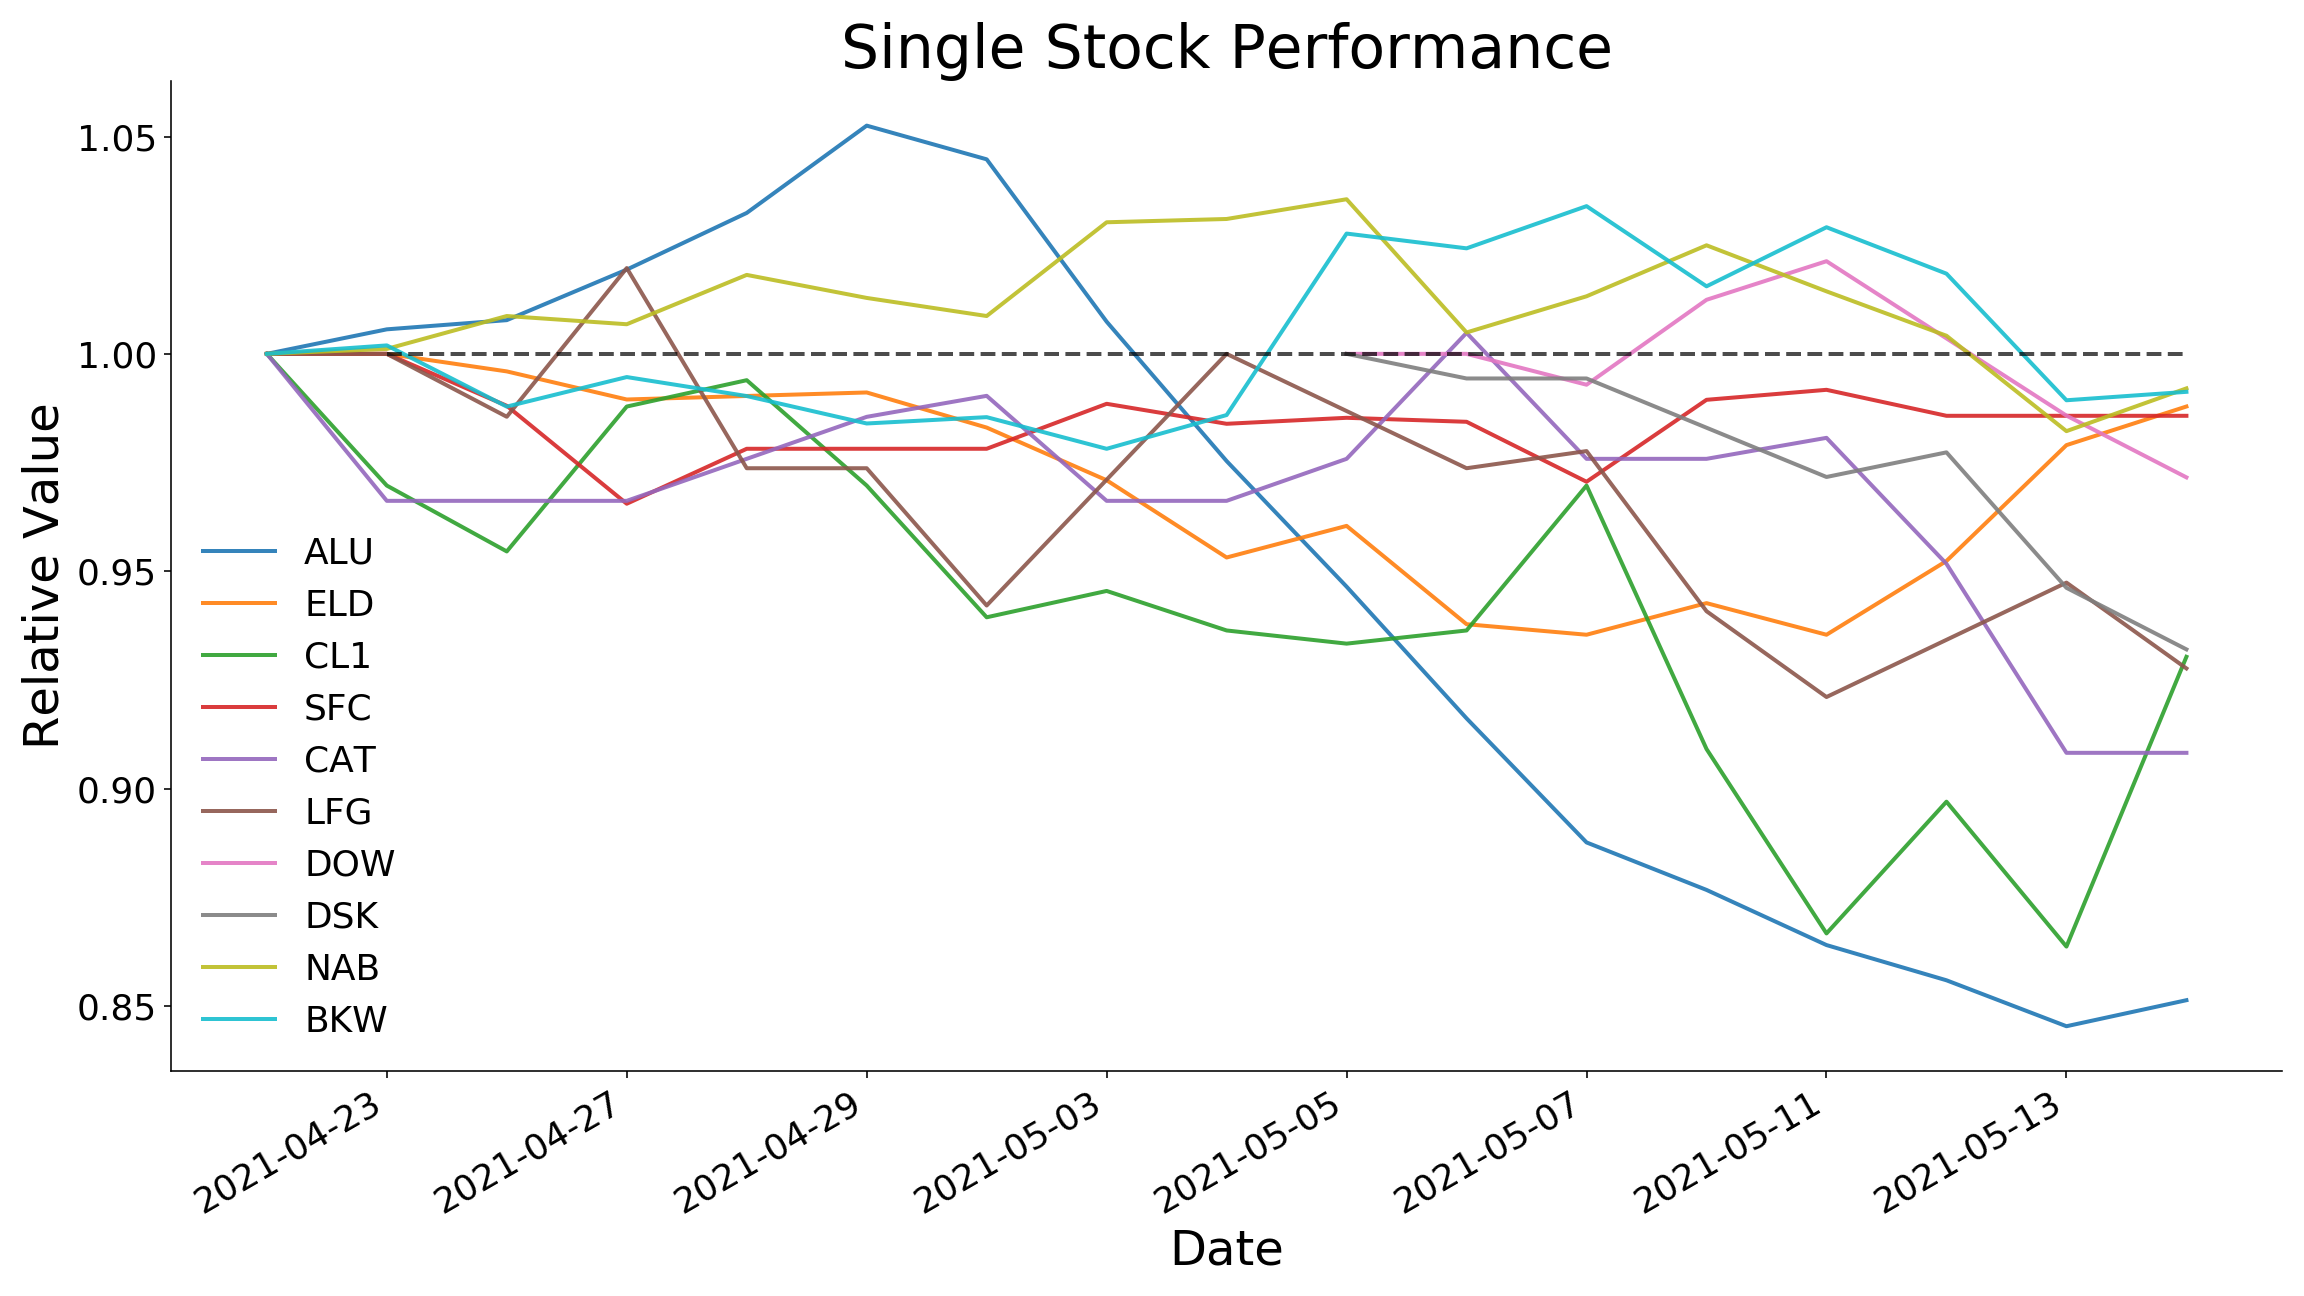 Single Stock Performance
Relative Value
1.05
1.00
0.95
0.90
0.85
ALU
ELD
CL1
SFC
CAT
LFG
DOW
DSK
NAB
BKW
2021-04-23
2021-04-27
2021-04-29
2021-05-03
2021-05-05
2021-05-07
2021-05-11
2021-05-13
Date